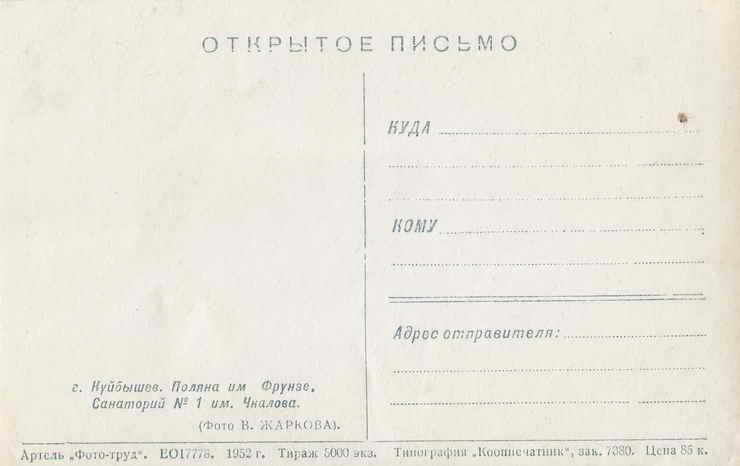 ОТКРЫТОЕ ПИСЬМО
КУДА
КОМУ
Адрес отправителя:
г. Куйбышев. Поляна им Фрунзе,
Санаторий № 1 им. Чкалова.
(Фото В. ЖАРКОВА).
Артель „Фото-труд“. ЕО17778. 1952 г. Тираж 5000 экз. Типография „Коопнечатник“, зак. 7380. Цена 85 к.